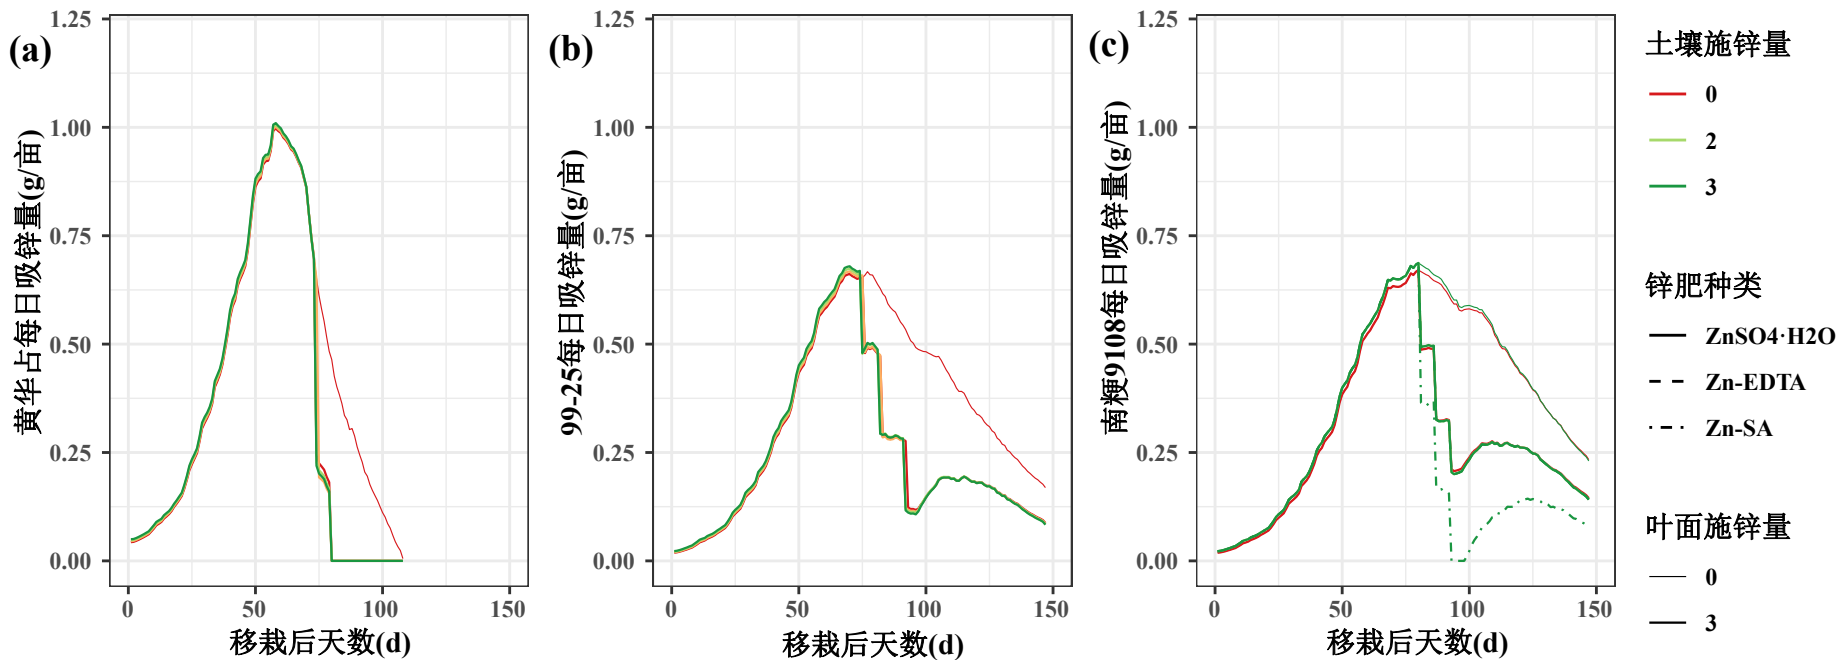 (a)
黄华占每日吸锌量(g/亩)
1.25
1.00
0.75
0.50
0.25
0.00
0
50
100
150
移栽后天数(d)
(b)
99-25每日吸锌量(g/亩)
1.25
1.00
0.75
0.50
0.25
0.00
0
50
100
150
移栽后天数(d)
(c)
南粳9108每日吸锌量(g/亩)
1.25
1.00
0.75
0.50
0.25
0.00
0
50
100
150
移栽后天数(d)
土壤施锌量
0
2
3
锌肥种类
ZnSO4·H2O
Zn-EDTA
Zn-SA
叶面施锌量
0
3